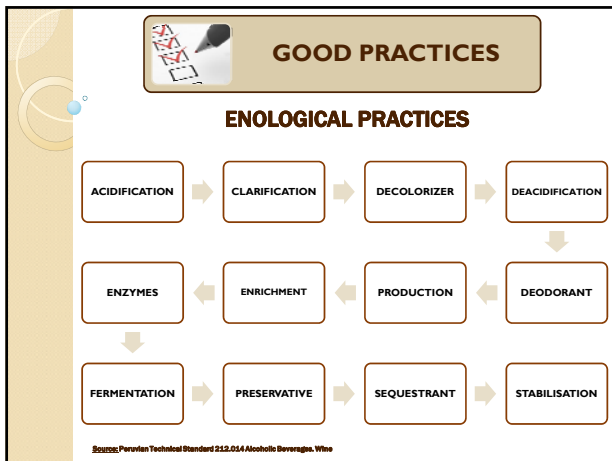 GOOD PRACTICES
ENOLOGICAL PRACTICES
ACIDIFICATION
CLARIFICATION
DECOLORIZER
DEACIDIFICATION
DEODORANT
PRODUCTION
ENRICHMENT
ENZYMES
FERMENTATION
PRESERVATIVE
SEQUESTRANT
STABILISATION
Source: Peruvian Technical Standard 212.014 Alcoholic Beverages. Wine